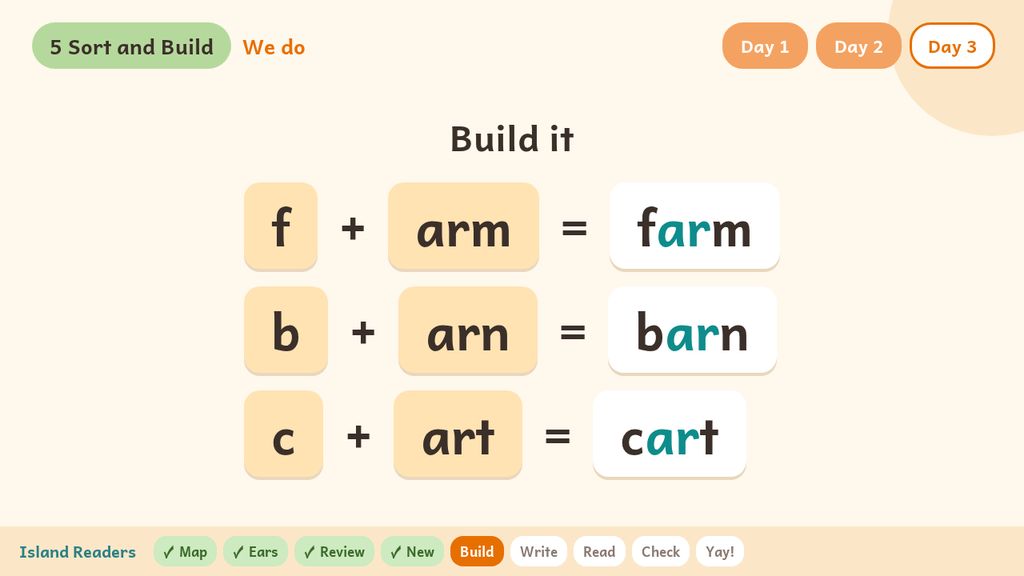 5 Sort and Build We do Day 1 Day 2 Day 3
Build it
f + arm = farm
b + arn = barn
c + art = cart
Island Readers ✓ Map ✓ Ears ✓ Review ✓ New Build Write Read Check Yay!